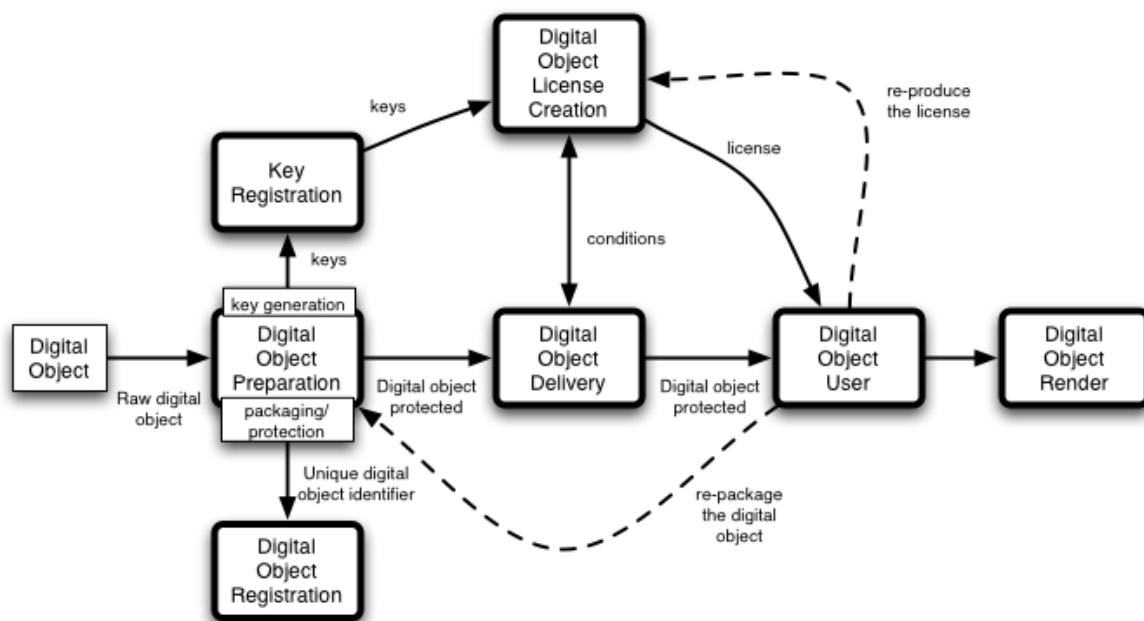 Digital
Object
License
Creation
re-produce
the license
keys
license
Key
Registration
conditions
keys
key generation
Digital
Object
Digital
Object
Preparation
Digital
Object
Delivery
Digital
Object
User
Digital
Object
Render
Raw digital
object
packaging/
protection
Digital object
protected
Digital object
protected
Unique digital
object identifier
re-package
the digital
object
Digital
Object
Registration